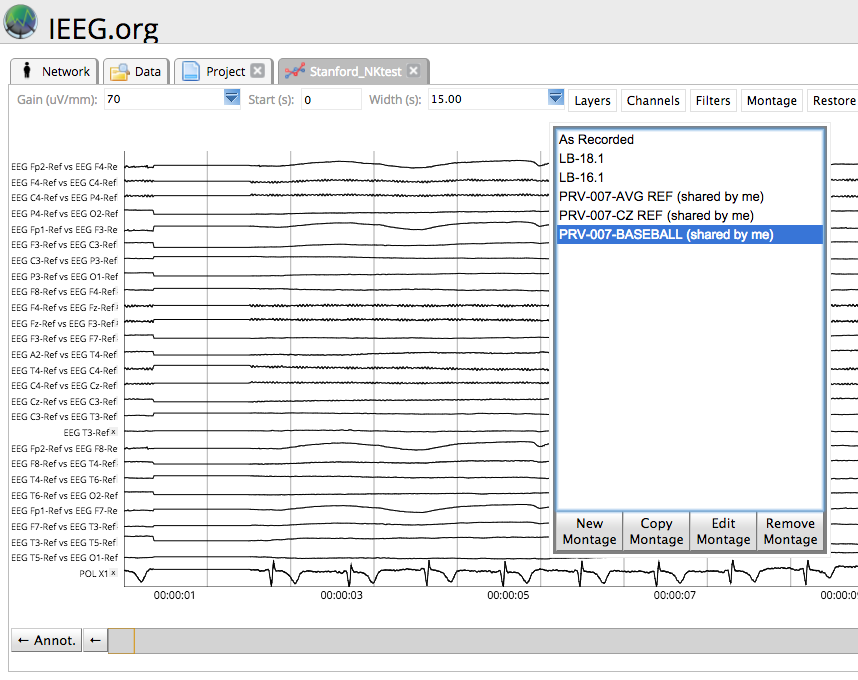 IEEG.org
Network Data Project Stanford_NKtest
Gain (uV/mm): 70 Start (s): 0 Width (s): 15.00 Layers Channels Filters Montage Restore
As Recorded
LB-18.1
LB-16.1
PRV-007-AVG REF (shared by me)
PRV-007-CZ REF (shared by me)
PRV-007-BASEBALL (shared by me)
New Montage
Copy Montage
Edit Montage
Remove Montage
EEG Fp2-Ref vs EEG F4-Re
EEG F4-Ref vs EEG C4-Ref
EEG C4-Ref vs EEG P4-Ref
EEG P4-Ref vs EEG O2-Ref
EEG Fp1-Ref vs EEG F3-Re
EEG F3-Ref vs EEG C3-Ref
EEG C3-Ref vs EEG P3-Ref
EEG P3-Ref vs EEG O1-Ref
EEG F8-Ref vs EEG F4-Ref
EEG F4-Ref vs EEG Fz-Ref
EEG Fz-Ref vs EEG F3-Ref
EEG F3-Ref vs EEG F7-Ref
EEG A2-Ref vs EEG T4-Ref
EEG T4-Ref vs EEG C4-Ref
EEG C4-Ref vs EEG Cz-Ref
EEG Cz-Ref vs EEG C3-Ref
EEG C3-Ref vs EEG T3-Ref
EEG T3-Ref x
EEG Fp2-Ref vs EEG F8-Re
EEG F8-Ref vs EEG T4-Ref
EEG T4-Ref vs EEG T6-Ref
EEG T6-Ref vs EEG O2-Ref
EEG Fp1-Ref vs EEG F7-Re
EEG F7-Ref vs EEG T3-Ref
EEG T3-Ref vs EEG T5-Ref
EEG T5-Ref vs EEG O1-Ref
POL X1 x
00:00:01 00:00:03 00:00:05 00:00:07 00:00:09
← Annot. ←